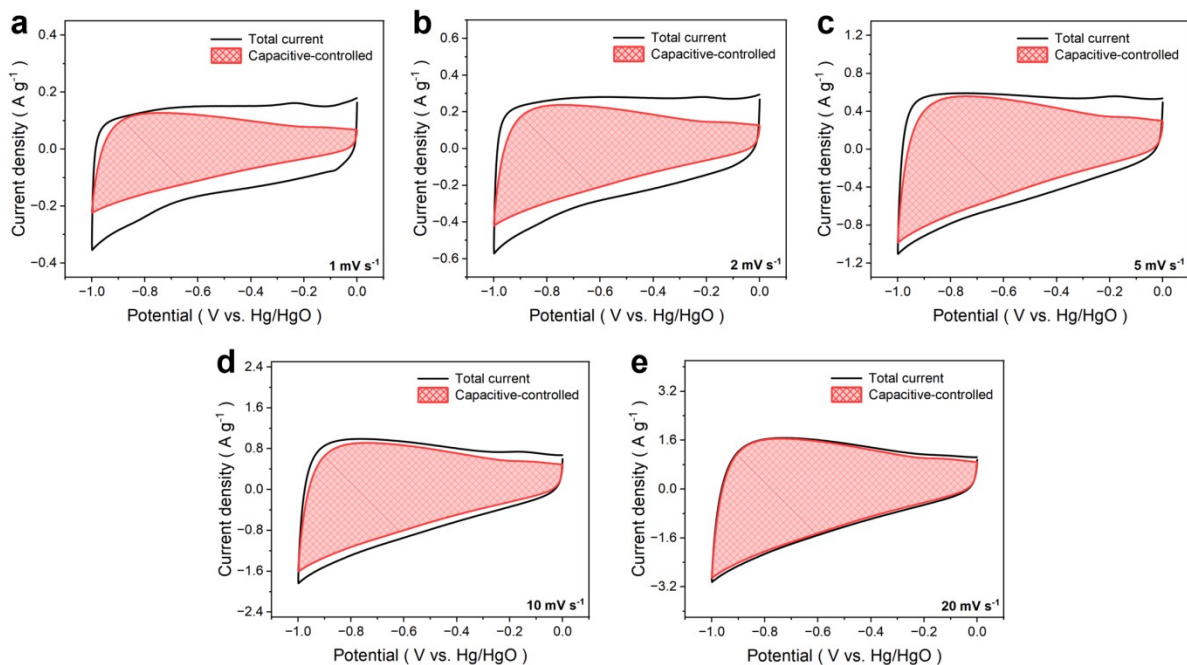 a
Total current
Capacitive-controlled
Current density ( A g⁻¹ )
0.4
0.2
0.0
−0.2
−0.4
−1.0 −0.8 −0.6 −0.4 −0.2 0.0
1 mV s⁻¹
Potential ( V vs. Hg/HgO )
b
Total current
Capacitive-controlled
Current density ( A g⁻¹ )
0.6
0.4
0.2
0.0
−0.2
−0.4
−0.6
−1.0 −0.8 −0.6 −0.4 −0.2 0.0
2 mV s⁻¹
Potential ( V vs. Hg/HgO )
c
Total current
Capacitive-controlled
Current density ( A g⁻¹ )
1.2
0.6
0.0
−0.4
−0.8
−1.2
−1.0 −0.8 −0.6 −0.4 −0.2 0.0
5 mV s⁻¹
Potential ( V vs. Hg/HgO )
d
Total current
Capacitive-controlled
Current density ( A g⁻¹ )
2.4
1.6
0.8
0.0
−0.8
−1.6
−2.4
−1.0 −0.8 −0.6 −0.4 −0.2 0.0
10 mV s⁻¹
Potential ( V vs. Hg/HgO )
e
Total current
Capacitive-controlled
Current density ( A g⁻¹ )
3.2
1.6
0.0
−1.6
−3.2
−1.0 −0.8 −0.6 −0.4 −0.2 0.0
20 mV s⁻¹
Potential ( V vs. Hg/HgO )